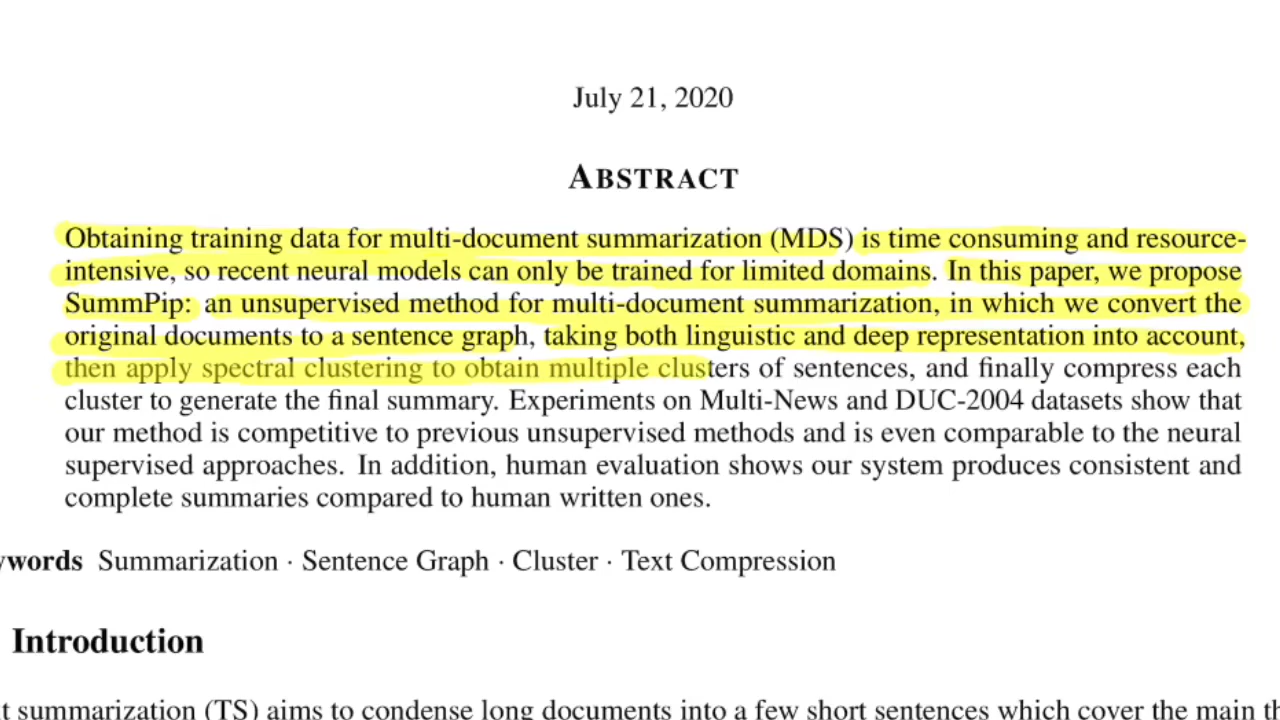 July 21, 2020
ABSTRACT
Obtaining training data for multi-document summarization (MDS) is time consuming and resource-
intensive, so recent neural models can only be trained for limited domains. In this paper, we propose
SummPip: an unsupervised method for multi-document summarization, in which we convert the
original documents to a sentence graph, taking both linguistic and deep representation into account,
then apply spectral clustering to obtain multiple clusters of sentences, and finally compress each
cluster to generate the final summary. Experiments on Multi-News and DUC-2004 datasets show that
our method is competitive to previous unsupervised methods and is even comparable to the neural
supervised approaches. In addition, human evaluation shows our system produces consistent and
complete summaries compared to human written ones.
ywords Summarization · Sentence Graph · Cluster · Text Compression
Introduction
t summarization (TS) aims to condense long documents into a few short sentences which cover the main th